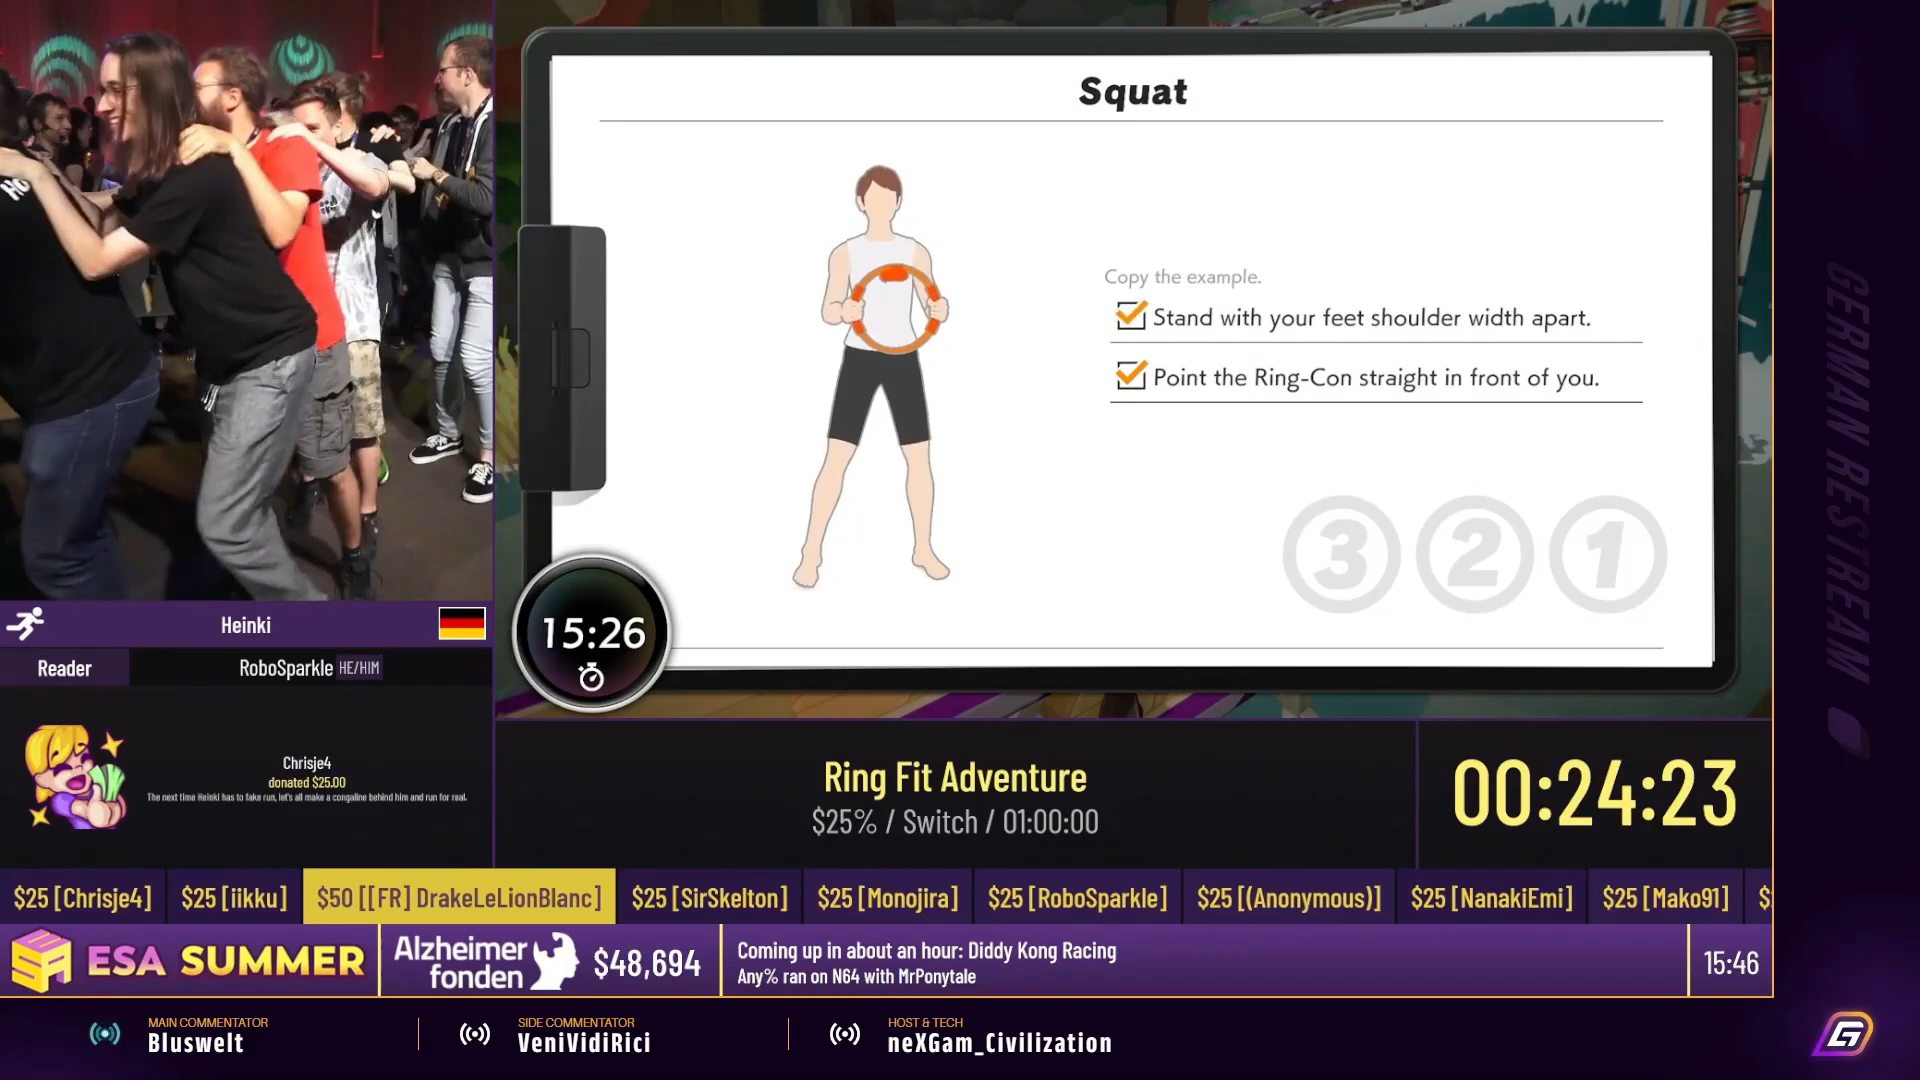 Squat
Copy the example.
Stand with your feet shoulder width apart.
Point the Ring-Con straight in front of you.
3 2 1
15:26
Heinki
Reader
RoboSparkle HE/HIM
Chrisje4
donated $25.00
The next time Heinki has to fake run, let's all make a congaline behind him and run for real.
Ring Fit Adventure
$25% / Switch / 01:00:00
00:24:23
$25 [Chrisje4]
$25 [iikku]
$50 [[FR] DrakeLeLionBlanc]
$25 [SirSkelton]
$25 [Monojira]
$25 [RoboSparkle]
$25 [(Anonymous)]
$25 [NanakiEmi]
$25 [Mako91]
ESA SUMMER
Alzheimer
fonden
$48,694
Coming up in about an hour: Diddy Kong Racing
Any% ran on N64 with MrPonytale
15:46
MAIN COMMENTATOR
Bluswelt
SIDE COMMENTATOR
VeniVidiRici
HOST & TECH
neXGam_Civilization
GERMAN RESTREAM